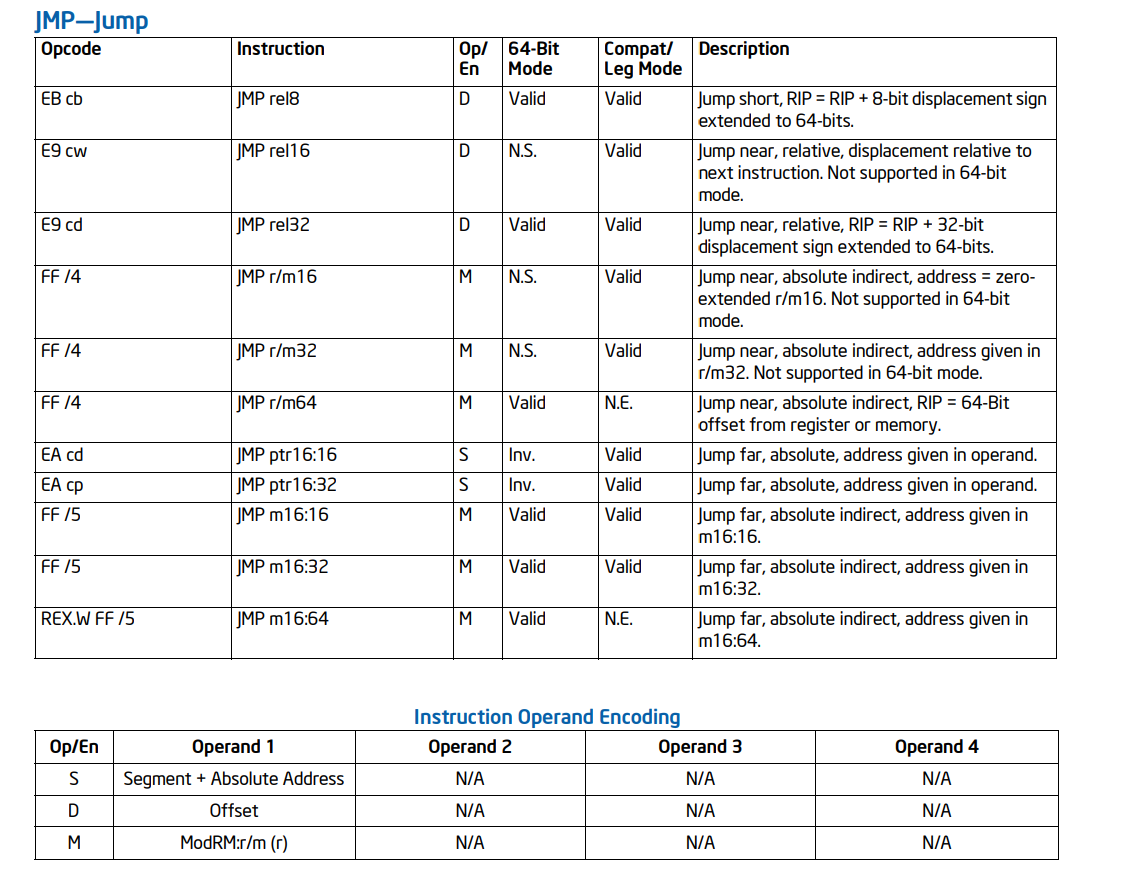 JMP—Jump
Opcode Instruction Op/ 64-Bit Compat/ Description
En Mode Leg Mode
EB cb JMP rel8 D Valid Valid Jump short, RIP = RIP + 8-bit displacement sign
extended to 64-bits.
E9 cw JMP rel16 D N.S. Valid Jump near, relative, displacement relative to
next instruction. Not supported in 64-bit
mode.
E9 cd JMP rel32 D Valid Valid Jump near, relative, RIP = RIP + 32-bit
displacement sign extended to 64-bits.
FF /4 JMP r/m16 M N.S. Valid Jump near, absolute indirect, address = zero-
extended r/m16. Not supported in 64-bit
mode.
FF /4 JMP r/m32 M N.S. Valid Jump near, absolute indirect, address given in
r/m32. Not supported in 64-bit mode.
FF /4 JMP r/m64 M Valid N.E. Jump near, absolute indirect, RIP = 64-Bit
offset from register or memory.
EA cd JMP ptr16:16 S Inv. Valid Jump far, absolute, address given in operand.
EA cp JMP ptr16:32 S Inv. Valid Jump far, absolute, address given in operand.
FF /5 JMP m16:16 M Valid Valid Jump far, absolute indirect, address given in
m16:16.
FF /5 JMP m16:32 M Valid Valid Jump far, absolute indirect, address given in
m16:32.
REX.W FF /5 JMP m16:64 M Valid N.E. Jump far, absolute indirect, address given in
m16:64.
Instruction Operand Encoding
Op/En Operand 1 Operand 2 Operand 3 Operand 4
S Segment + Absolute Address N/A N/A N/A
D Offset N/A N/A N/A
M ModRM:r/m (r) N/A N/A N/A